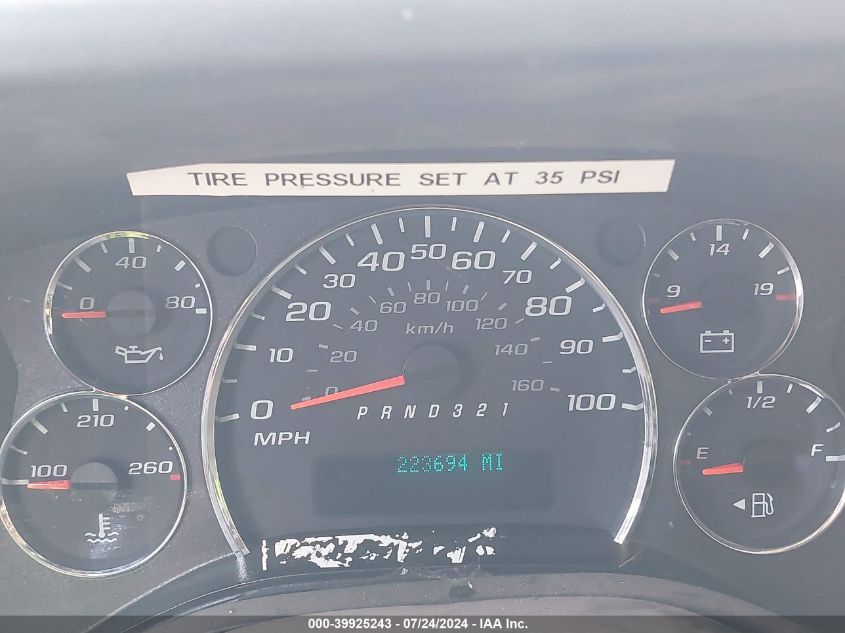 TIRE PRESSURE SET AT 35 PSI
0 40 80
100 210 260
0 10 20 30 40 50 60 70 80 90 100
MPH
0 20 40 60 80 100 120 140 160
km/h
PRND321
223694 MI
9 14 19
E 1/2 F
000-39925243 - 07/24/2024 - IAA Inc.